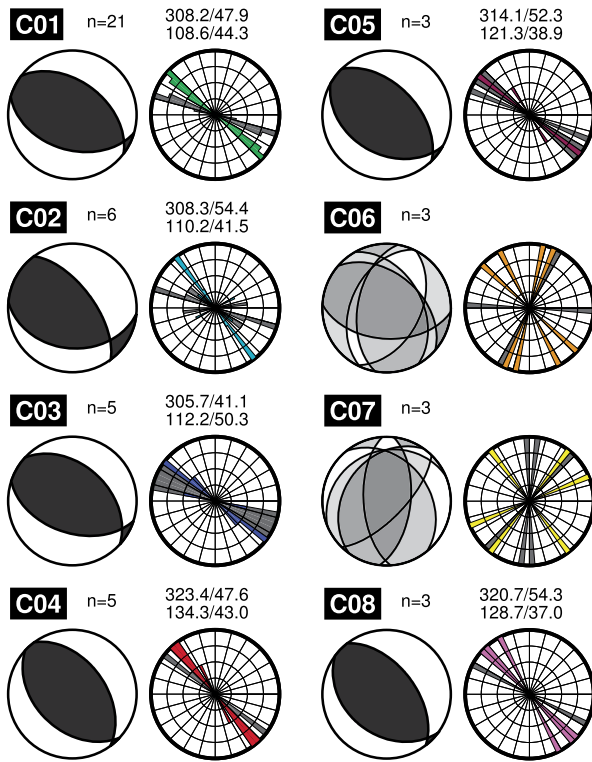 C01 n=21 308.2/47.9
108.6/44.3
C05 n=3 314.1/52.3
121.3/38.9
C02 n=6 308.3/54.4
110.2/41.5
C06 n=3
C03 n=5 305.7/41.1
112.2/50.3
C07 n=3
C04 n=5 323.4/47.6
134.3/43.0
C08 n=3 320.7/54.3
128.7/37.0